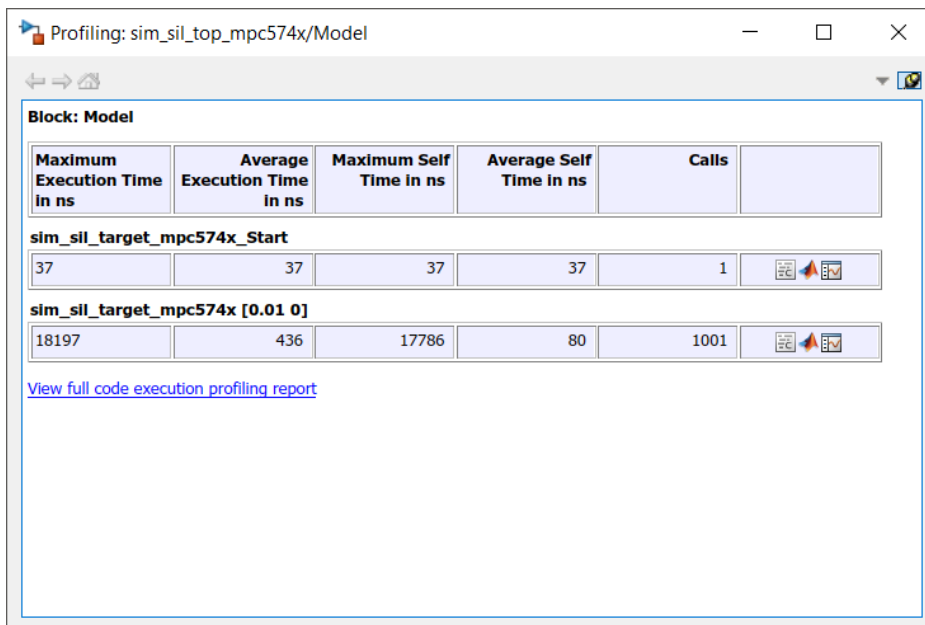 Profiling: sim_sil_top_mpc574x/Model
Block: Model
Maximum Execution Time in ns Average Execution Time in ns Maximum Self Time in ns Average Self Time in ns Calls
sim_sil_target_mpc574x_Start
37 37 37 37 1
sim_sil_target_mpc574x [0.01 0]
18197 436 17786 80 1001
View full code execution profiling report